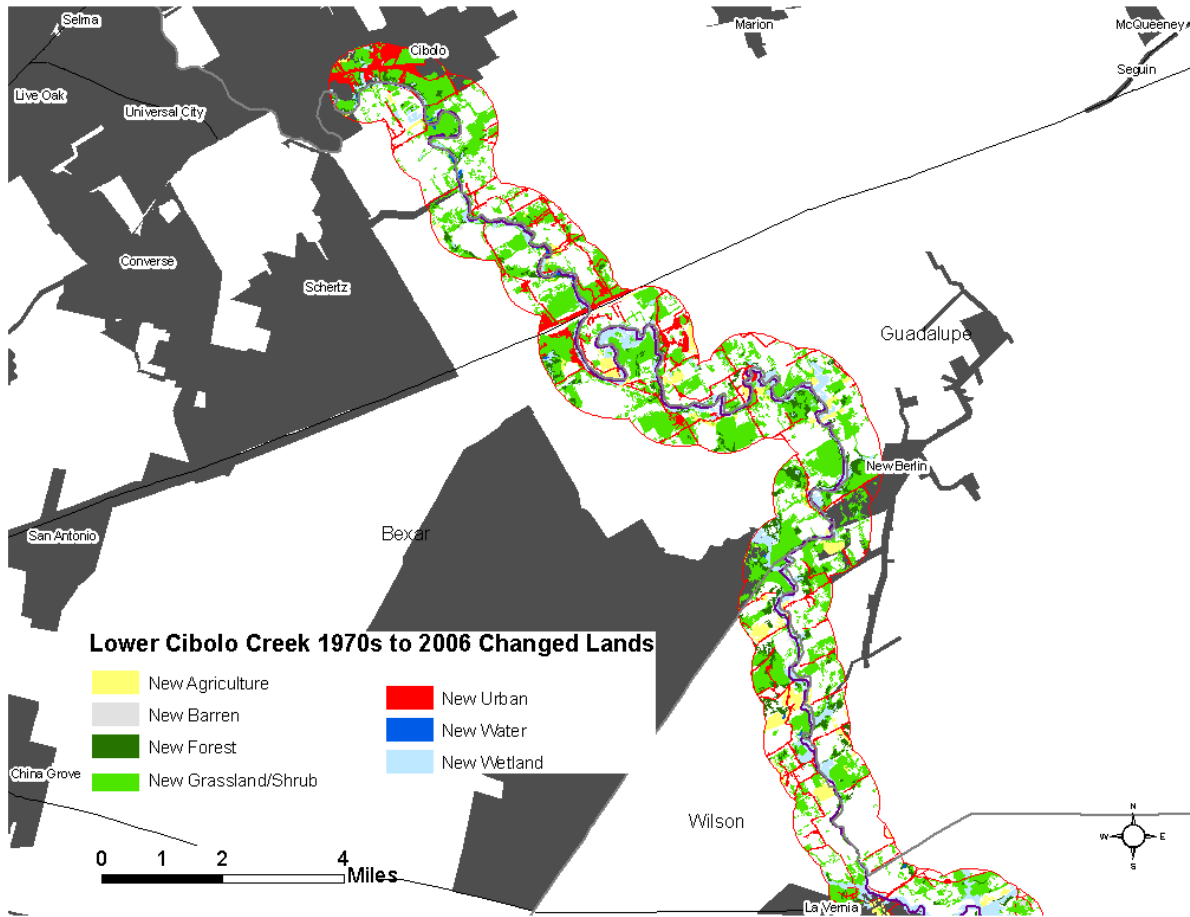 Selma
Cibolo
Marion
McQueeney
Seguin
Live Oak
Universal City
Converse
Schertz
Guadalupe
New Berlin
San Antonio
Bexar
Lower Cibolo Creek 1970s to 2006 Changed Lands
New Agriculture
New Barren
New Forest
New Grassland/Shrub
New Urban
New Water
New Wetland
China Grove
Wilson
N
W E
S
0 1 2 4
Miles
La Vernia